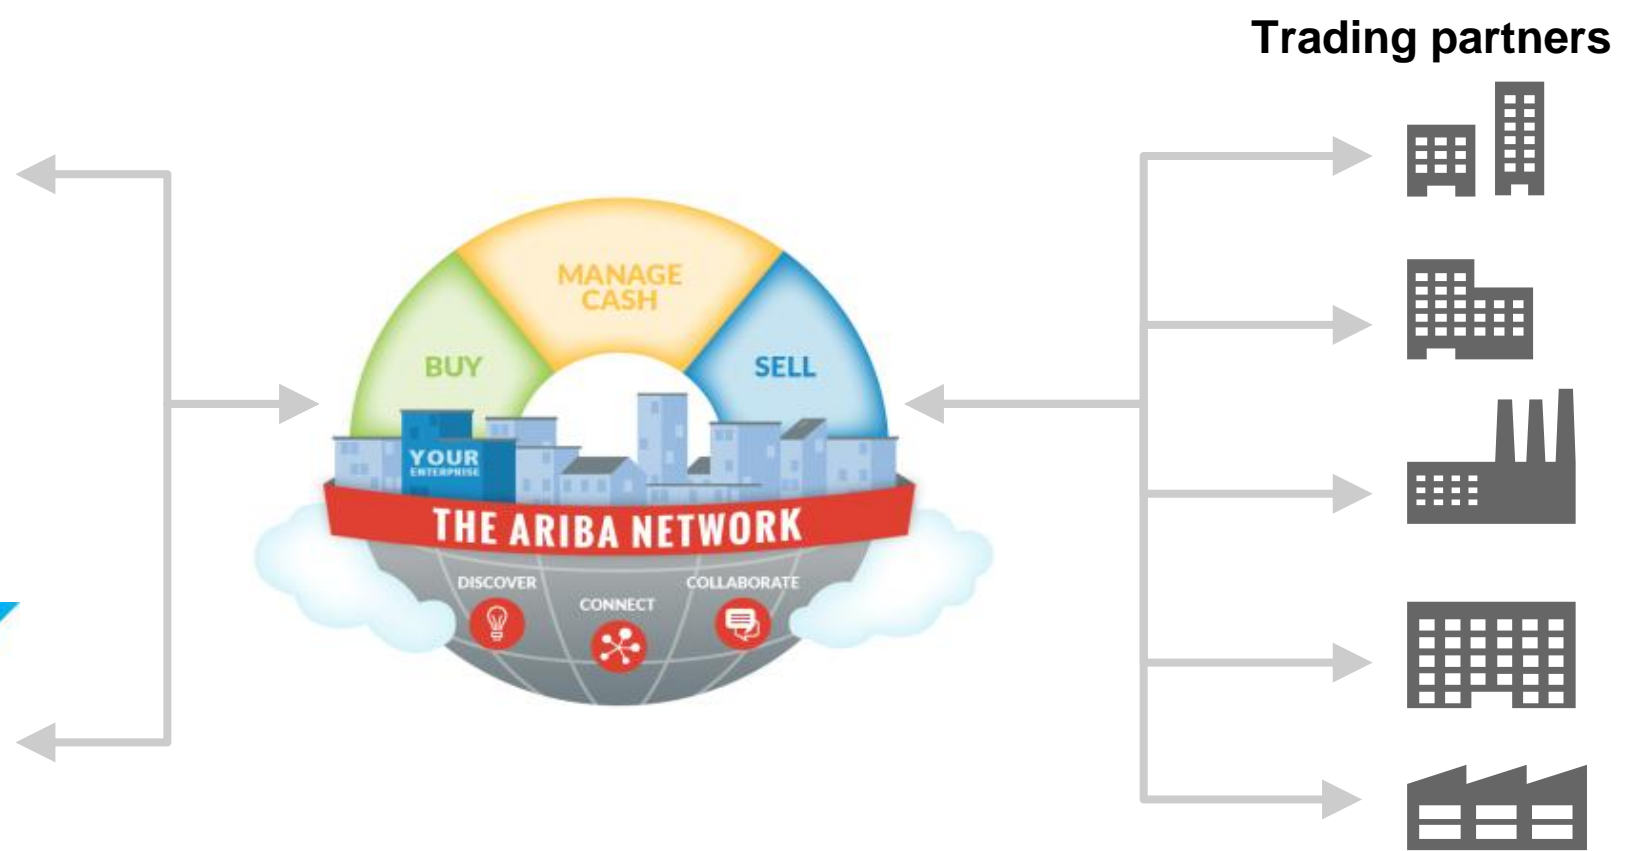 Trading partners
MANAGE
CASH
BUY
SELL
YOUR
ENTERPRISE
THE ARIBA NETWORK
DISCOVER
CONNECT
COLLABORATE